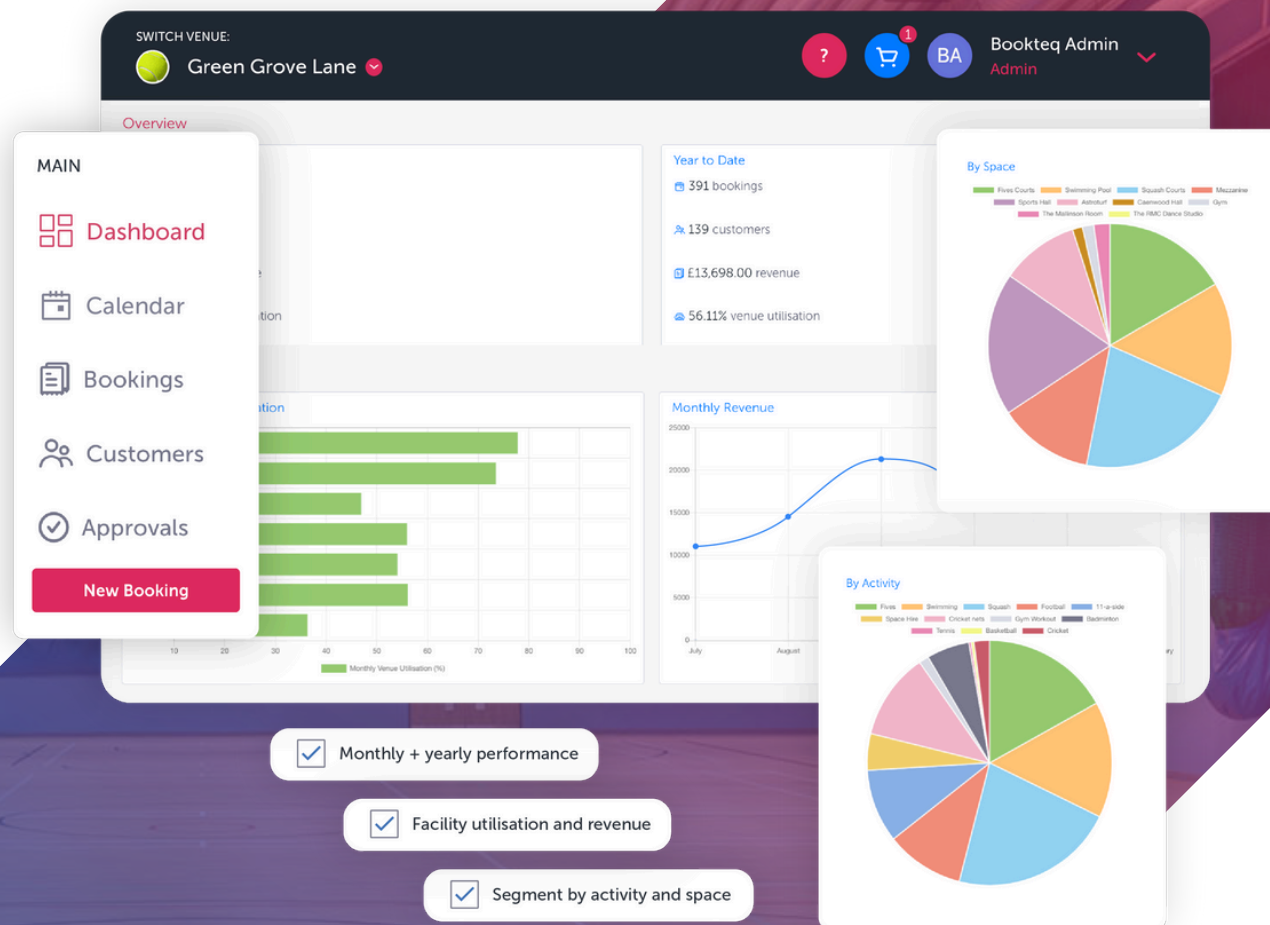 SWITCH VENUE:
Green Grove Lane
?
1
BA
Bookteq Admin
Admin
Overview
MAIN
Dashboard
Calendar
Bookings
Customers
Approvals
New Booking
Year to Date
391 bookings
139 customers
£13,698.00 revenue
56.11% venue utilisation
By Space
Fives Courts Swimming Pool Squash Courts Mezzanine
Sports Hall Astroturf Caenwood Hall Gym
The Mallinson Room The RMC Dance Studio
10 20 30 40 50 60 70 80 90 100
Monthly Venue Utilisation (%)
Monthly Revenue
25000
20000
15000
10000
5000
0
July August
By Activity
Fives Swimming Squash Football 11-a-side
Space Hire Cricket nets Gym Workout Badminton
Tennis Basketball Cricket
Monthly + yearly performance
Facility utilisation and revenue
Segment by activity and space